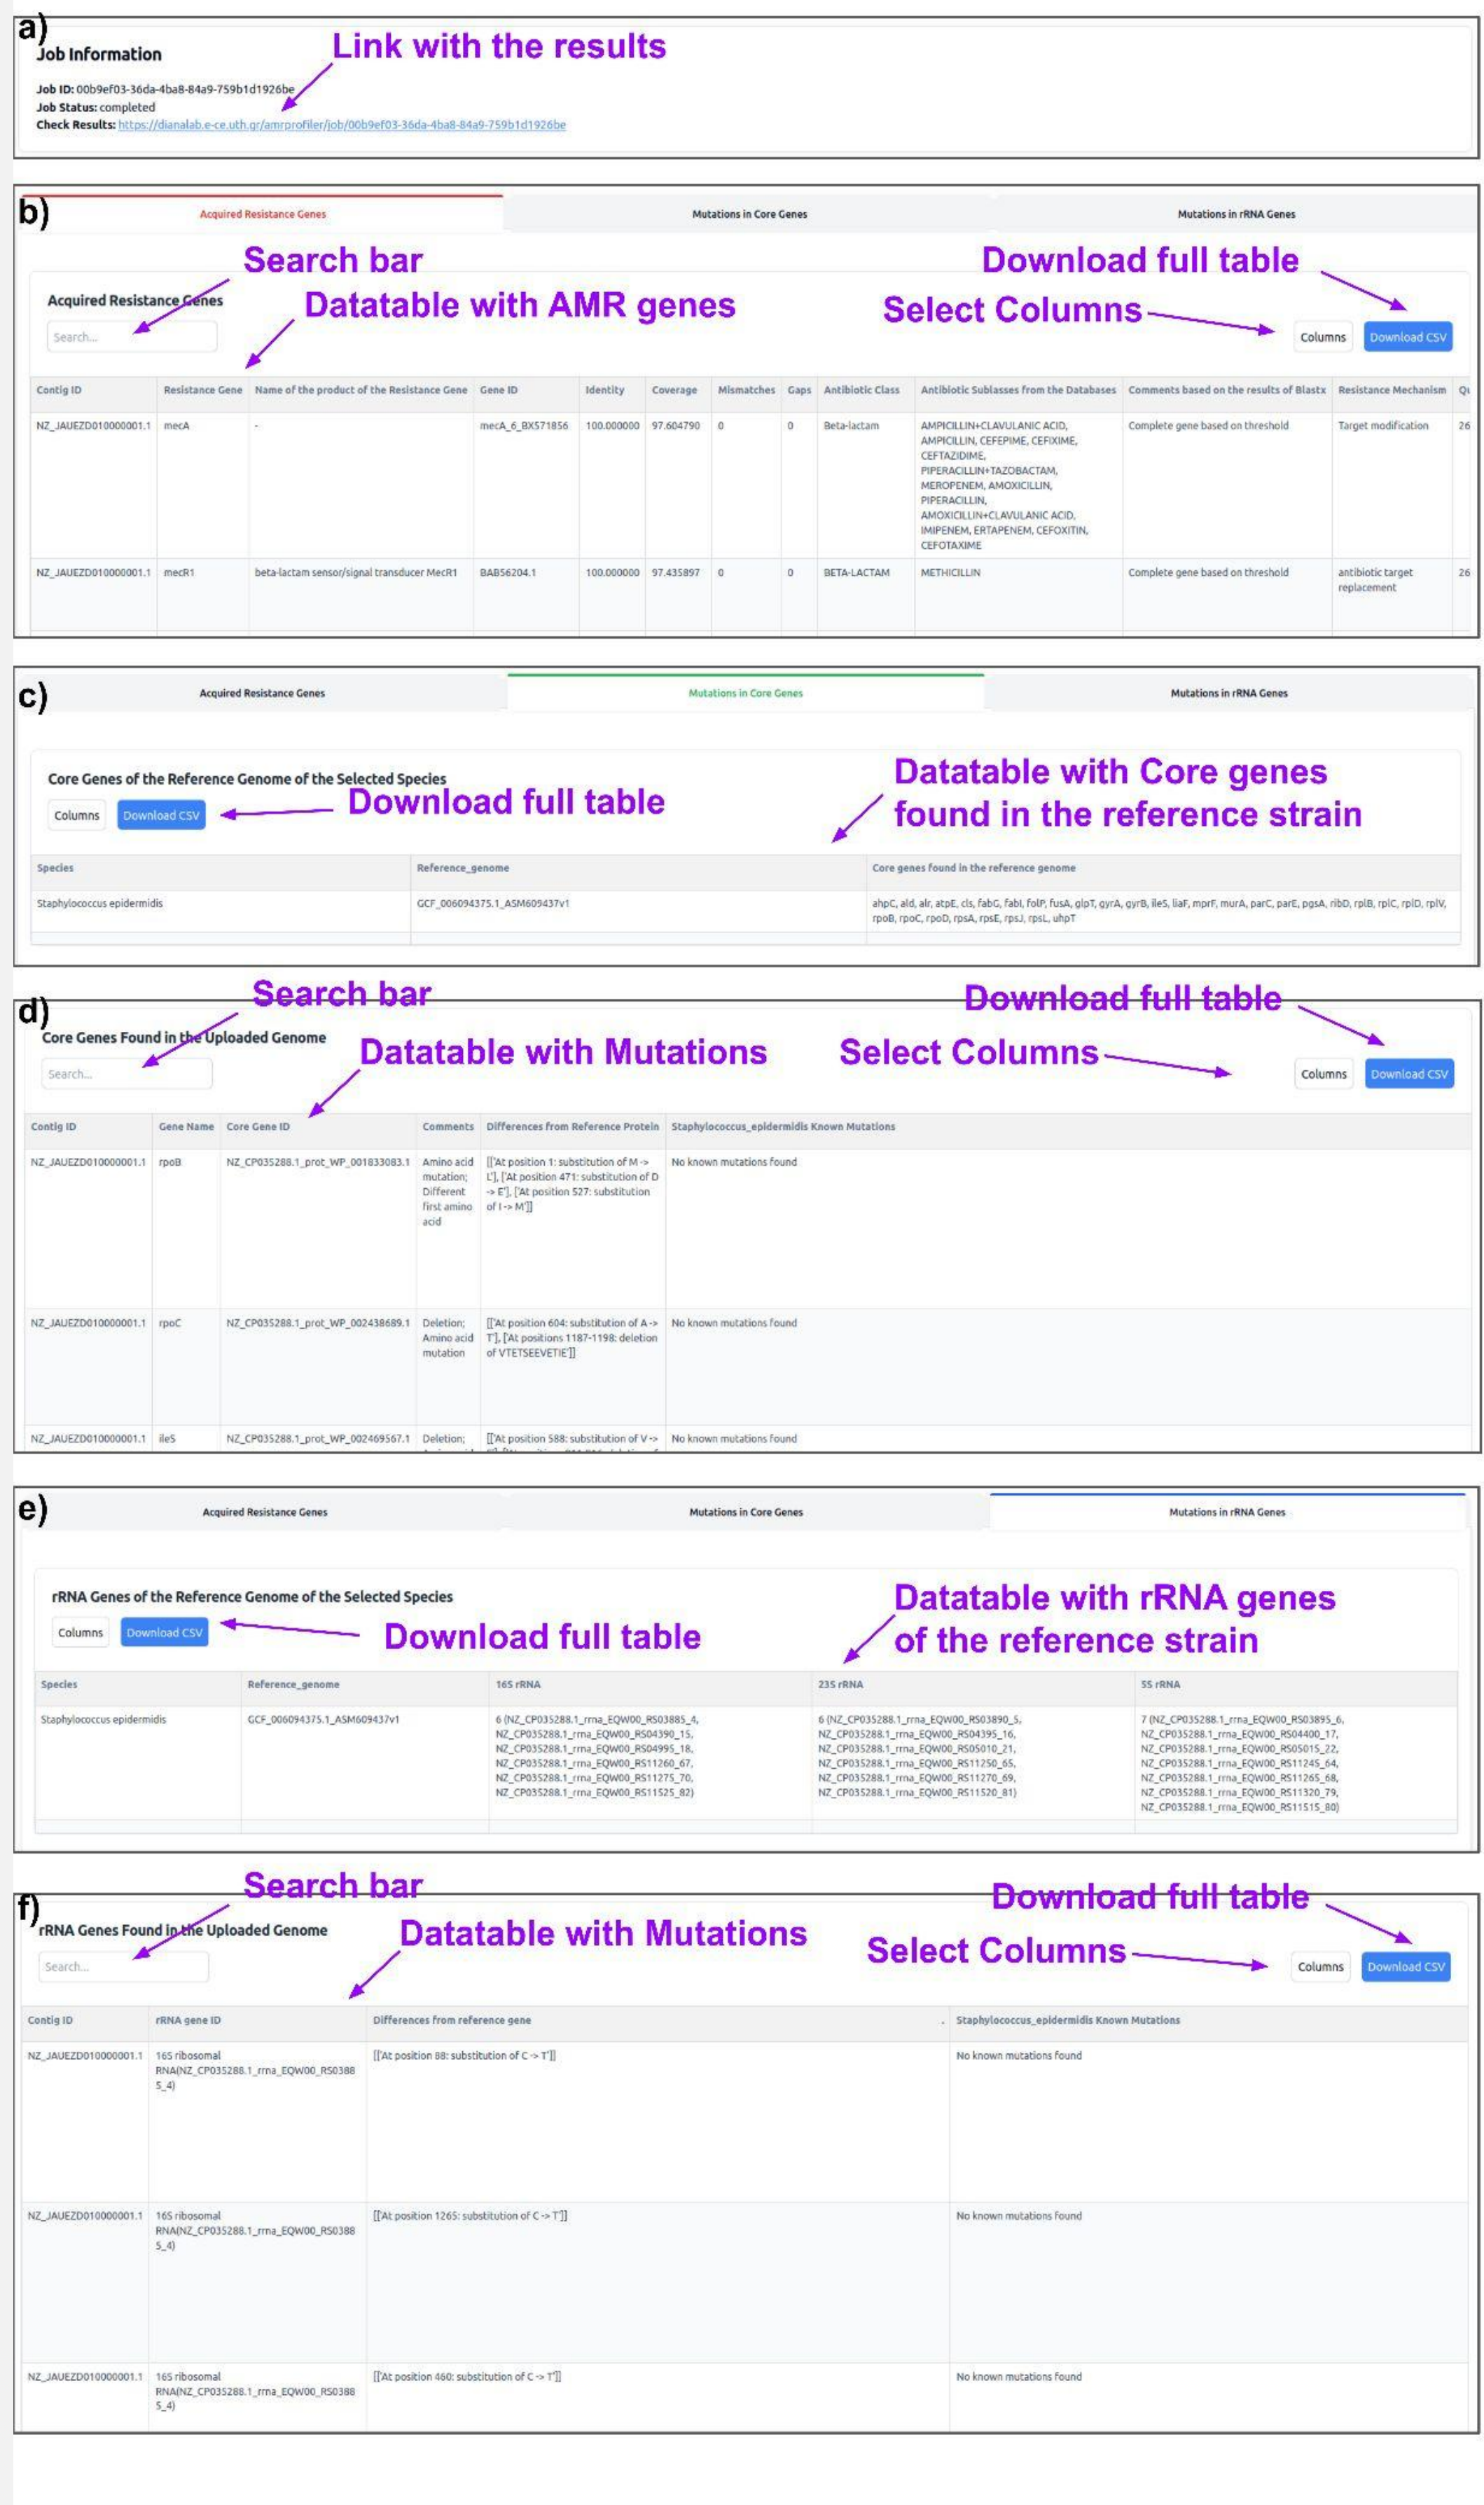 a)
Job Information
Link with the results
Job ID: 00b9ef03-36da-4ba8-84a9-759b1d1926be
Job Status: completed
Check Results: https://dianalab.e-ce.uth.gr/amrprofiler/job/00b9ef03-36da-4ba8-84a9-759b1d1926be
b)
Acquired Resistance Genes Mutations in Core Genes Mutations in rRNA Genes
Search bar Download full table
Acquired Resistance Genes Datatable with AMR genes Select Columns
Search... Columns Download CSV
Contig ID Resistance Gene Name of the product of the Resistance Gene Gene ID Identity Coverage Mismatches Gaps Antibiotic Class Antibiotic Sublasses from the Databases Comments based on the results of Blastx Resistance Mechanism
NZ_JAUEZD010000001.1 mecA - mecA_6_BX571856 100.000000 97.604790 0 0 Beta-lactam AMPICILLIN+CLAVULANIC ACID, Complete gene based on threshold Target modification 26
AMPICILLIN, CEFEPIME, CEFIXIME,
CEFTAZIDIME,
PIPERACILLIN+TAZOBACTAM,
MEROPENEM, AMOXICILLIN,
PIPERACILLIN,
AMOXICILLIN+CLAVULANIC ACID,
IMIPENEM, ERTAPENEM, CEFOXITIN,
CEFOTAXIME
NZ_JAUEZD010000001.1 mecR1 beta-lactam sensor/signal transducer MecR1 BAB56204.1 100.000000 97.435897 0 0 BETA-LACTAM METHICILLIN Complete gene based on threshold antibiotic target 26
replacement
c)
Acquired Resistance Genes Mutations in Core Genes Mutations in rRNA Genes
Core Genes of the Reference Genome of the Selected Species
Datatable with Core genes
found in the reference strain
Columns Download CSV Download full table
Species Reference_genome Core genes found in the reference genome
Staphylococcus epidermidis GCF_006094375.1_ASM609437v1 ahpC, ald, alr, atpE, cls, fabG, fabI, folP, fusA, glpT, gyrA, gyrB, ileS, liaF, mprF, murA, parC, parE, pgsA, ribD, rplB, rplC, rplD, rplV,
rpoB, rpoC, rpoD, rpsA, rpsE, rpsJ, rpsL, uhpT
d)
Search bar Download full table
Core Genes Found in the Uploaded Genome
Datatable with Mutations Select Columns
Search... Columns Download CSV
Contig ID Gene Name Core Gene ID Comments Differences from Reference Protein Staphylococcus_epidermidis Known Mutations
NZ_JAUEZD010000001.1 rpoB NZ_CP035288.1_prot_WP_001833083.1 Amino acid [['At position 1: substitution of M -> No known mutations found
mutation; L'], ['At position 471: substitution of D
Different -> E'], ['At position 527: substitution
first amino of I -> M']]
acid
NZ_JAUEZD010000001.1 rpoC NZ_CP035288.1_prot_WP_002438689.1 Deletion; [['At position 604: substitution of A -> No known mutations found
Amino acid T'], ['At positions 1187-1198: deletion
mutation of VTETSEEVETIE']]
NZ_JAUEZD010000001.1 ileS NZ_CP035288.1_prot_WP_002469567.1 Deletion; [['At position 588: substitution of V -> No known mutations found
e)
Acquired Resistance Genes Mutations in Core Genes Mutations in rRNA Genes
rRNA Genes of the Reference Genome of the Selected Species
Datatable with rRNA genes
of the reference strain
Columns Download CSV Download full table
Species Reference_genome 16S rRNA 23S rRNA 5S rRNA
Staphylococcus epidermidis GCF_006094375.1_ASM609437v1 6 (NZ_CP035288.1_rrna_EQW00_RS03885_4, 6 (NZ_CP035288.1_rrna_EQW00_RS03890_5, 7 (NZ_CP035288.1_rrna_EQW00_RS03895_6,
NZ_CP035288.1_rrna_EQW00_RS04390_15, NZ_CP035288.1_rrna_EQW00_RS04395_16, NZ_CP035288.1_rrna_EQW00_RS04400_17,
NZ_CP035288.1_rrna_EQW00_RS04995_18, NZ_CP035288.1_rrna_EQW00_RS05010_21, NZ_CP035288.1_rrna_EQW00_RS05015_22,
NZ_CP035288.1_rrna_EQW00_RS11260_67, NZ_CP035288.1_rrna_EQW00_RS11250_65, NZ_CP035288.1_rrna_EQW00_RS11245_64,
NZ_CP035288.1_rrna_EQW00_RS11275_70, NZ_CP035288.1_rrna_EQW00_RS11270_69, NZ_CP035288.1_rrna_EQW00_RS11265_68,
NZ_CP035288.1_rrna_EQW00_RS11525_82) NZ_CP035288.1_rrna_EQW00_RS11520_81) NZ_CP035288.1_rrna_EQW00_RS11320_79,
NZ_CP035288.1_rrna_EQW00_RS11515_80)
f)
Search bar Download full table
rRNA Genes Found in the Uploaded Genome
Datatable with Mutations Select Columns
Search... Columns Download CSV
Contig ID rRNA gene ID Differences from reference gene Staphylococcus_epidermidis Known Mutations
NZ_JAUEZD010000001.1 16S ribosomal [['At position 88: substitution of C -> T']] No known mutations found
RNA(NZ_CP035288.1_rrna_EQW00_RS0388
5_4)
NZ_JAUEZD010000001.1 16S ribosomal [['At position 1265: substitution of C -> T']] No known mutations found
RNA(NZ_CP035288.1_rrna_EQW00_RS0388
5_4)
NZ_JAUEZD010000001.1 16S ribosomal [['At position 460: substitution of C -> T']] No known mutations found
RNA(NZ_CP035288.1_rrna_EQW00_RS0388
5_4)